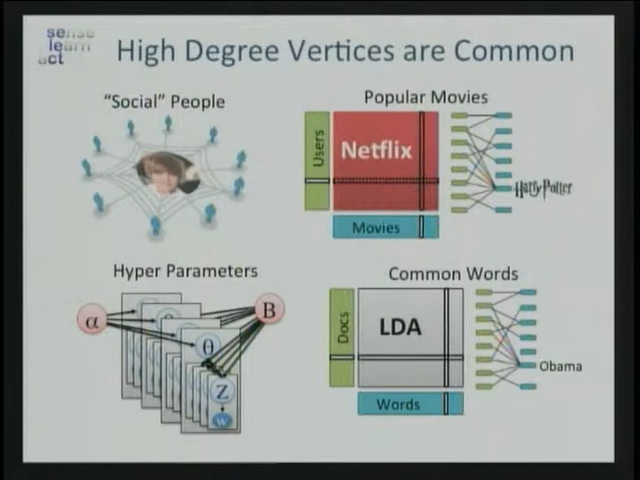 sense
learn
act
High Degree Vertices are Common
“Social” People
Popular Movies
Users
Netflix
Movies
Harry Potter
Hyper Parameters
Common Words
α
B
θ
Z
w
Docs
LDA
Words
Obama